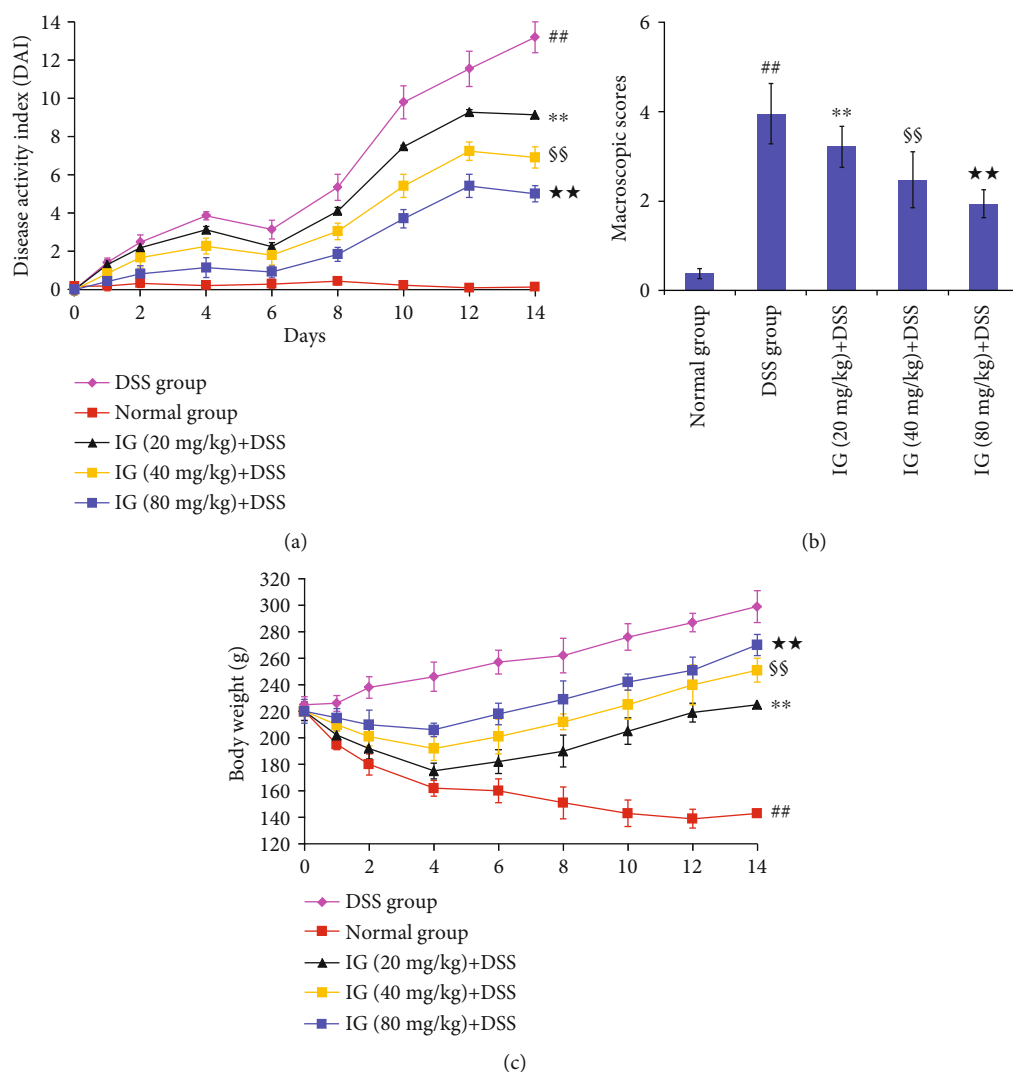 Disease activity index (DAI)
14
12
10
8
6
4
2
0
##
**
§§
★★
0 2 4 6 8 10 12 14
Days
DSS group
Normal group
IG (20 mg/kg)+DSS
IG (40 mg/kg)+DSS
IG (80 mg/kg)+DSS
(a)
Macroscopic scores
6
4
2
0
##
**
§§
★★
Normal group
DSS group
IG (20 mg/kg)+DSS
IG (40 mg/kg)+DSS
IG (80 mg/kg)+DSS
(b)
Body weight (g)
320
300
280
260
240
220
200
180
160
140
120
★★
§§
**
##
0 2 4 6 8 10 12 14
DSS group
Normal group
IG (20 mg/kg)+DSS
IG (40 mg/kg)+DSS
IG (80 mg/kg)+DSS
(c)